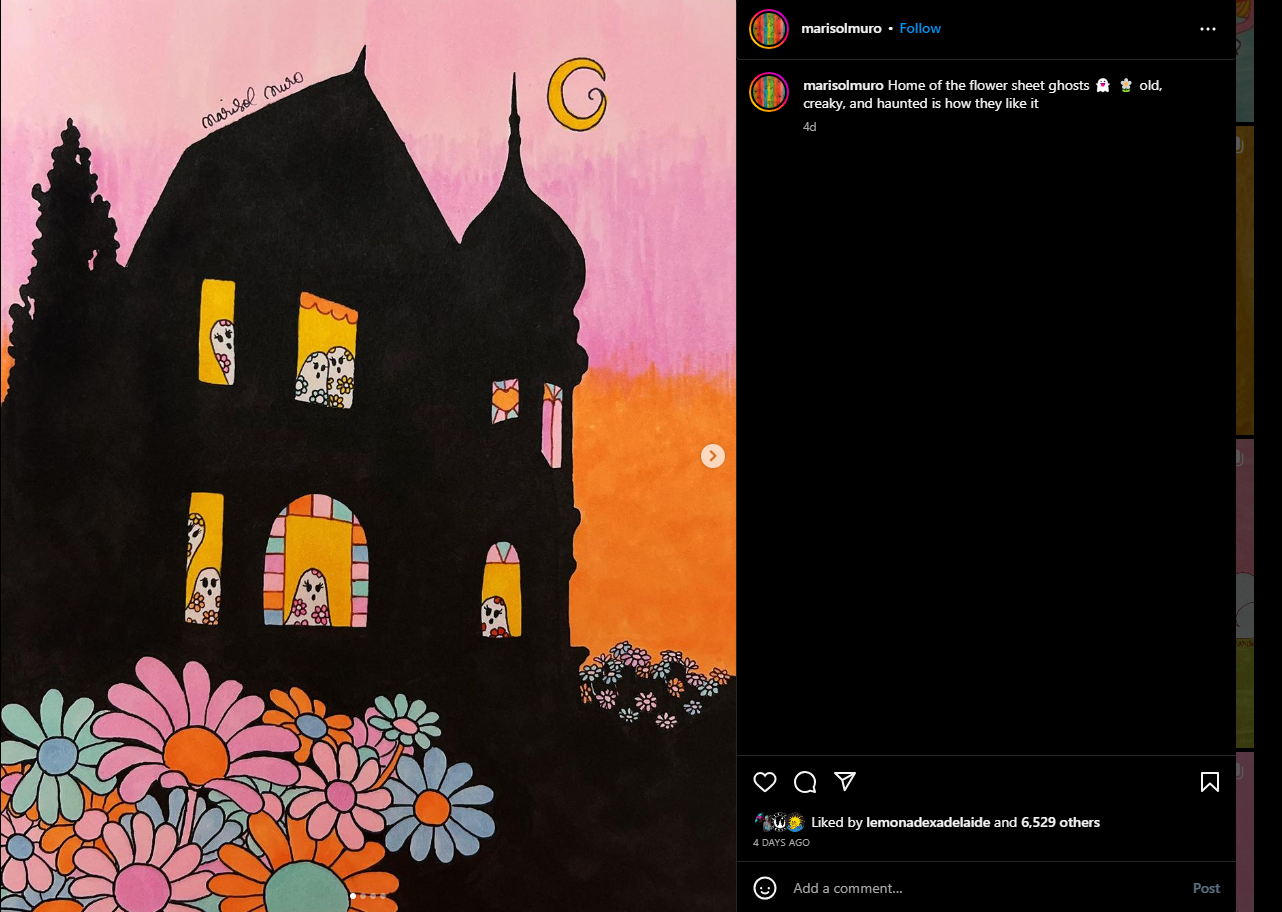 marisol muro
marisolmuro • Follow
marisolmuro Home of the flower sheet ghosts 👻 🌼 old,
creaky, and haunted is how they like it
4d
Liked by lemonadexadelaide and 6,529 others
4 DAYS AGO
Add a comment...
Post